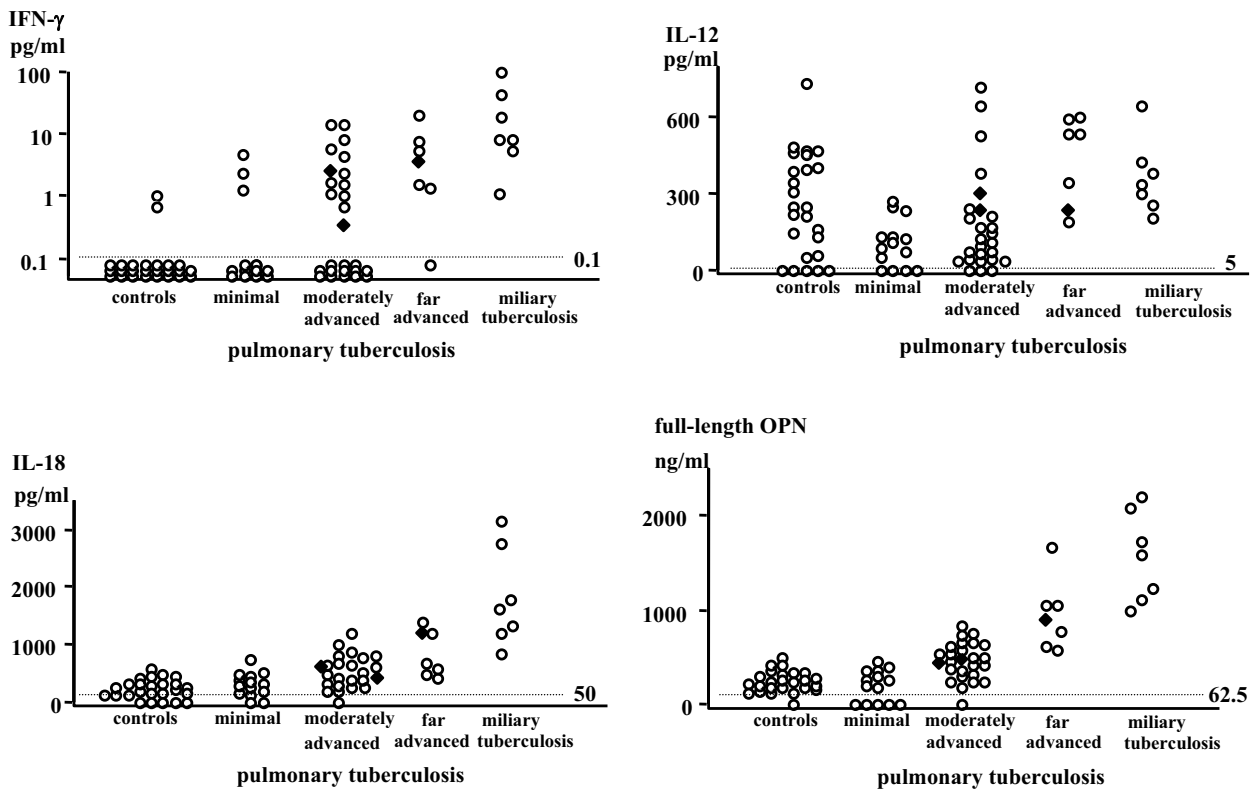 IFN-γ
pg/ml
100
10
1
0.1
0.1
controls
minimal
moderately
advanced
far
advanced
miliary
tuberculosis
pulmonary tuberculosis
IL-12
pg/ml
600
300
0
5
controls
minimal
moderately
advanced
far
advanced
miliary
tuberculosis
pulmonary tuberculosis
IL-18
pg/ml
3000
2000
1000
0
50
controls
minimal
moderately
advanced
far
advanced
miliary
tuberculosis
pulmonary tuberculosis
full-length OPN
ng/ml
2000
1000
0
62.5
controls
minimal
moderately
advanced
far
advanced
miliary
tuberculosis
pulmonary tuberculosis